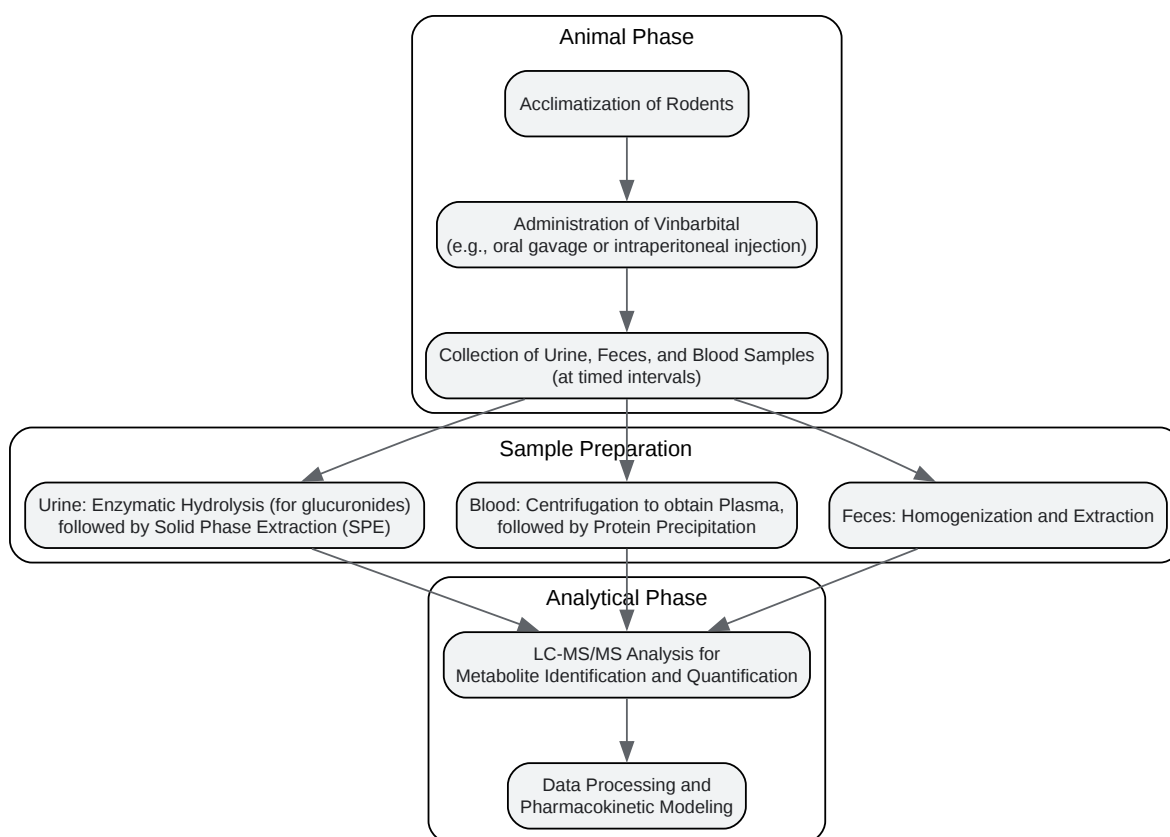 Animal Phase
Acclimatization of Rodents
Administration of Vinbarbital
(e.g., oral gavage or intraperitoneal injection)
Collection of Urine, Feces, and Blood Samples
(at timed intervals)
Sample Preparation
Urine: Enzymatic Hydrolysis (for glucuronides)
followed by Solid Phase Extraction (SPE)
Blood: Centrifugation to obtain Plasma,
followed by Protein Precipitation
Feces: Homogenization and Extraction
Analytical Phase
LC-MS/MS Analysis for
Metabolite Identification and Quantification
Data Processing and
Pharmacokinetic Modeling